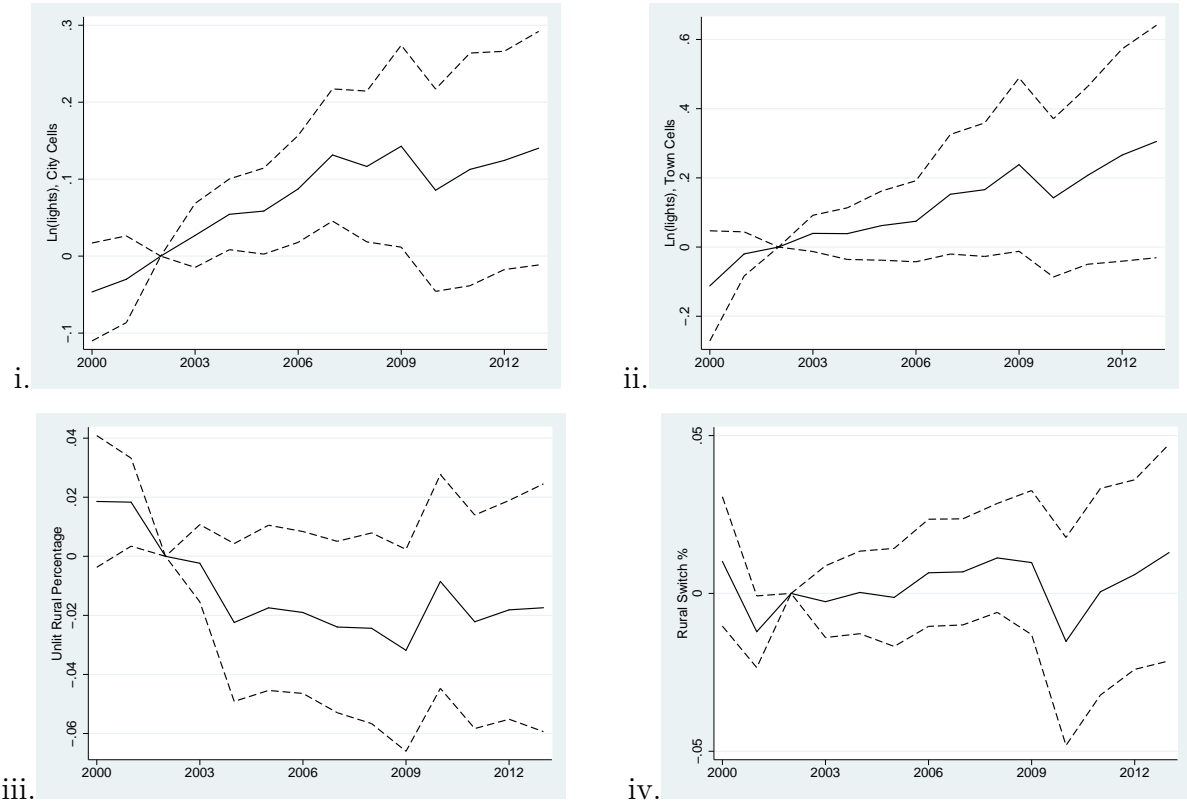 Ln(lights), City Cells
.3
.2
.1
0
−.1
2000 2003 2006 2009 2012
i.
Ln(lights), Town Cells
.6
.4
.2
0
−.2
2000 2003 2006 2009 2012
ii.
Unlit Rural Percentage
.04
.02
0
−.02
−.04
−.06
2000 2003 2006 2009 2012
iii.
Rural Switch %
.05
0
−.05
2000 2003 2006 2009 2012
iv.